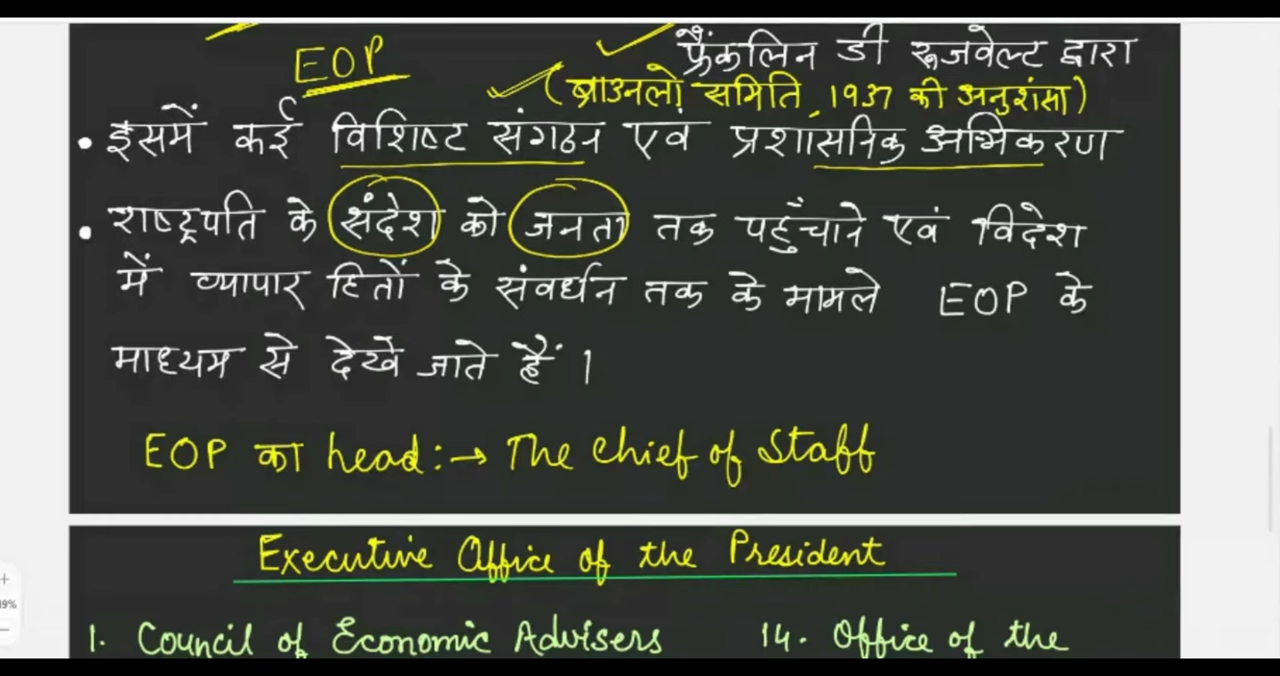 EOP
फ्रैंकलिन डी रूजवेल्ट द्वारा
(ब्राउनलो समिति, 1937 की अनुशंसा)
• इसमें कई विशिष्ट संगठन एवं प्रशासनिक अभिकरण
• राष्ट्रपति के संदेश को जनता तक पहुँचाने एवं विदेश
में व्यापार हितों के संवर्धन तक के मामले EOP के
माध्यम से देखे जाते हैं ।
EOP का head :→ The Chief of Staff
Executive Office of the President
1. Council of Economic Advisers 14. Office of the
+
19%
−